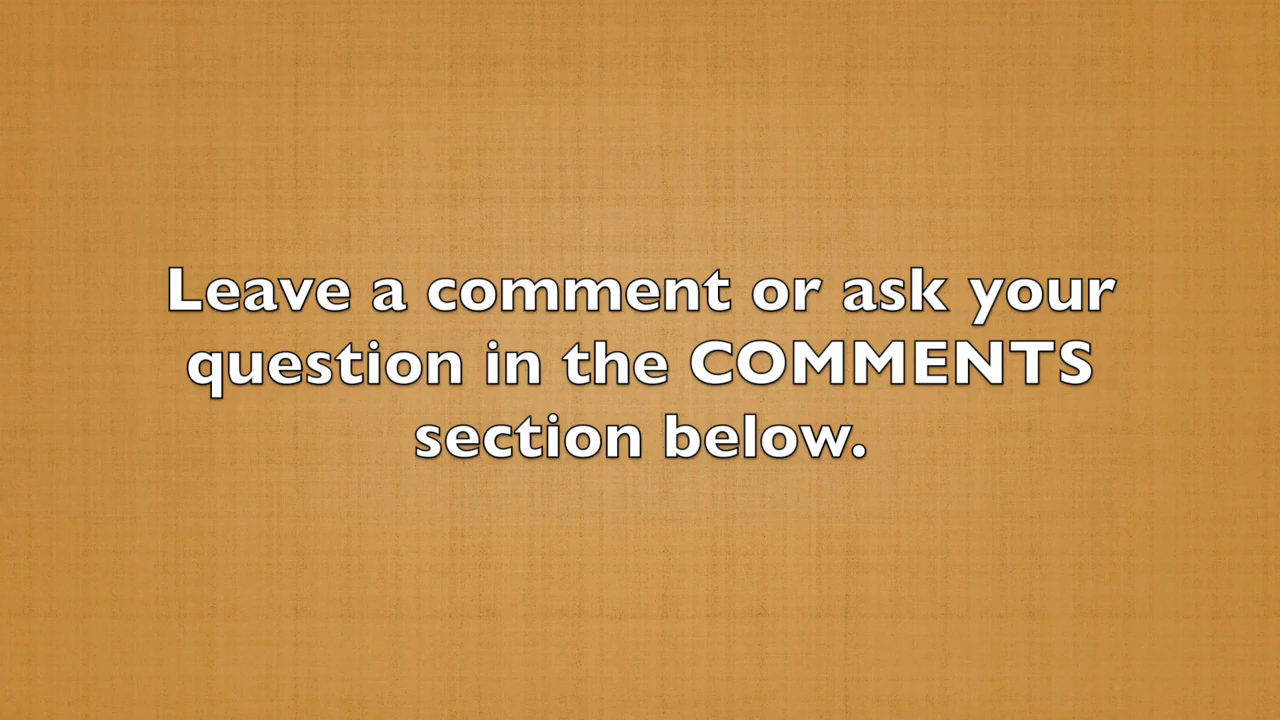 Leave a comment or ask your
question in the COMMENTS
section below.